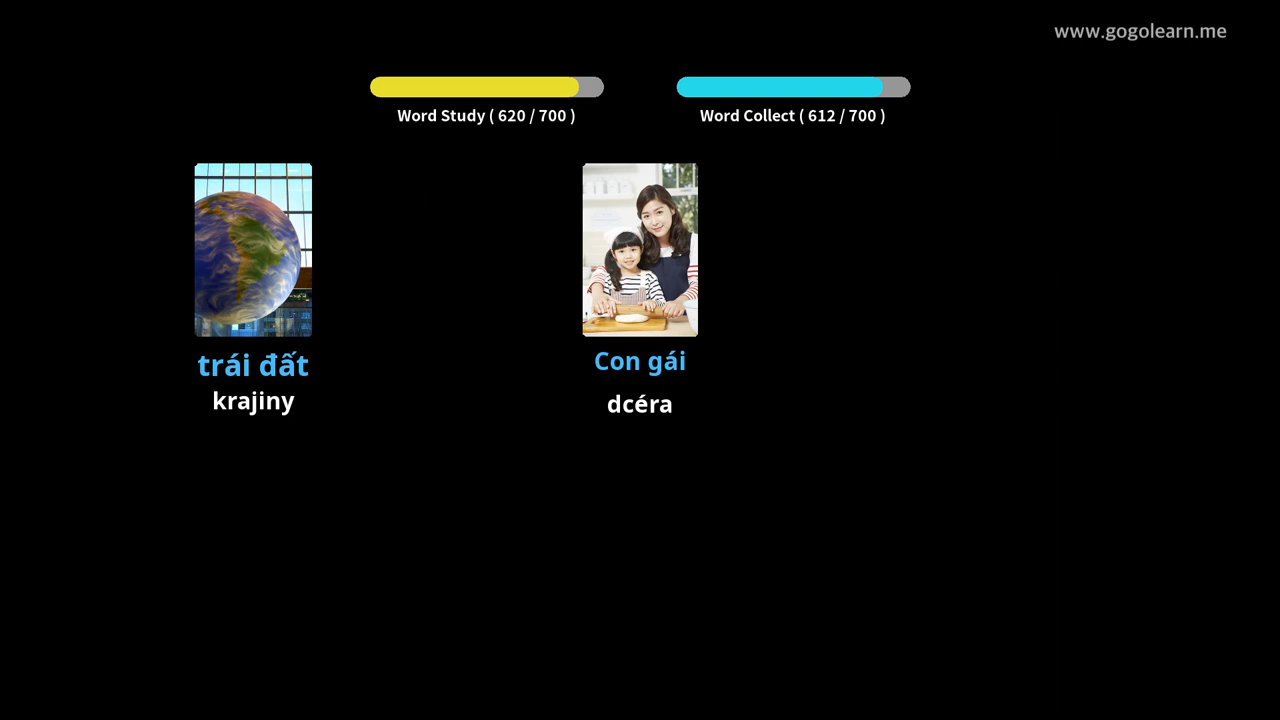 www.gogolearn.me
Word Study ( 620 / 700 )
Word Collect ( 612 / 700 )
trái đất
krajiny
Con gái
dcéra